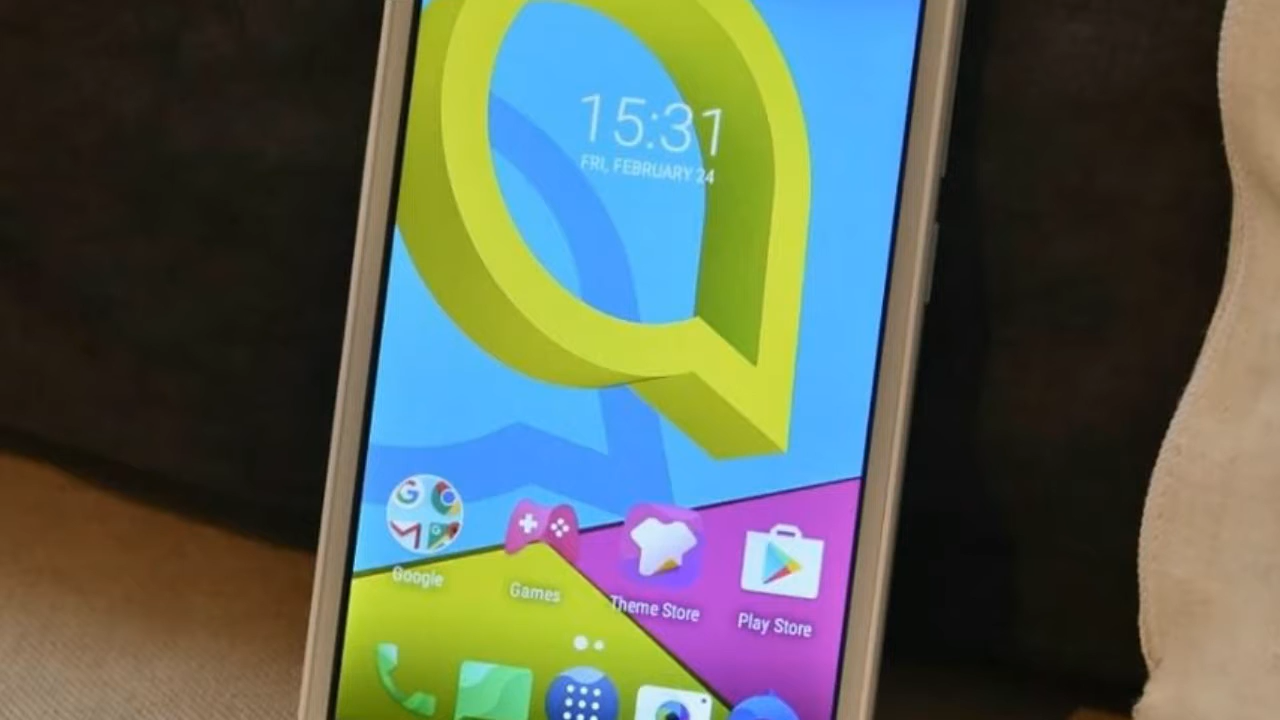 15:31
FRI, FEBRUARY 24
Google
Games
Theme Store
Play Store